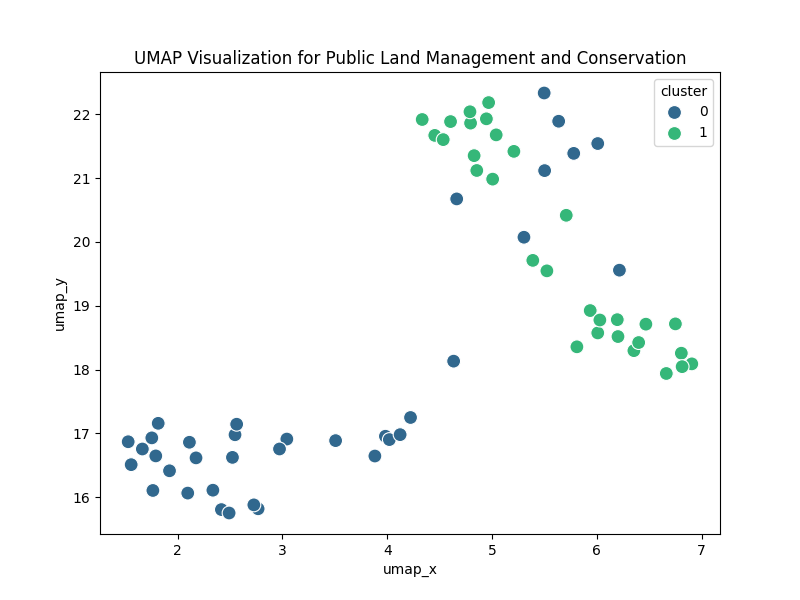 UMAP Visualization for Public Land Management and Conservation
cluster
0
1
22
21
20
19
18
17
16
umap_y
2 3 4 5 6 7
umap_x